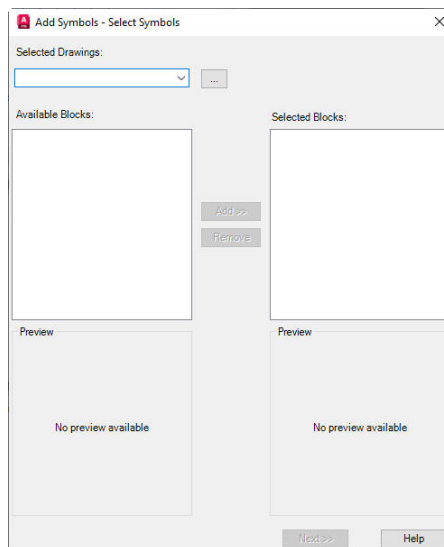 Add Symbols - Select Symbols
Selected Drawings:
...
Available Blocks:
Selected Blocks:
Add >>
Remove
Preview
Preview
No preview available
No preview available
Next >>
Help